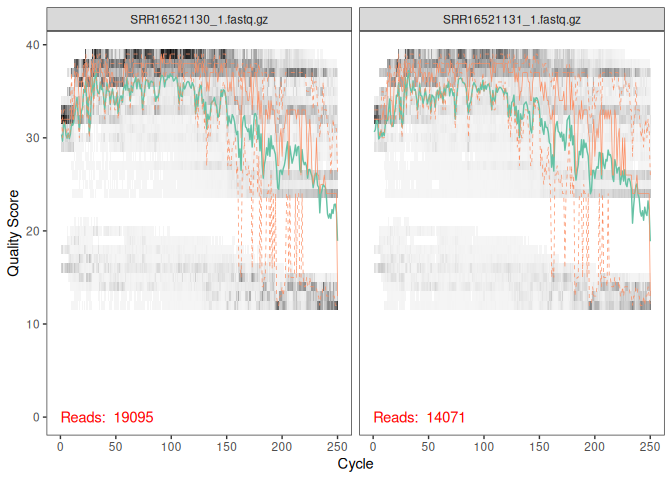 SRR16521130_1.fastq.gz SRR16521131_1.fastq.gz
40
30
Quality Score
20
10
Reads: 19095 Reads: 14071
0
0 50 100 150 200 250 0 50 100 150 200 250
Cycle